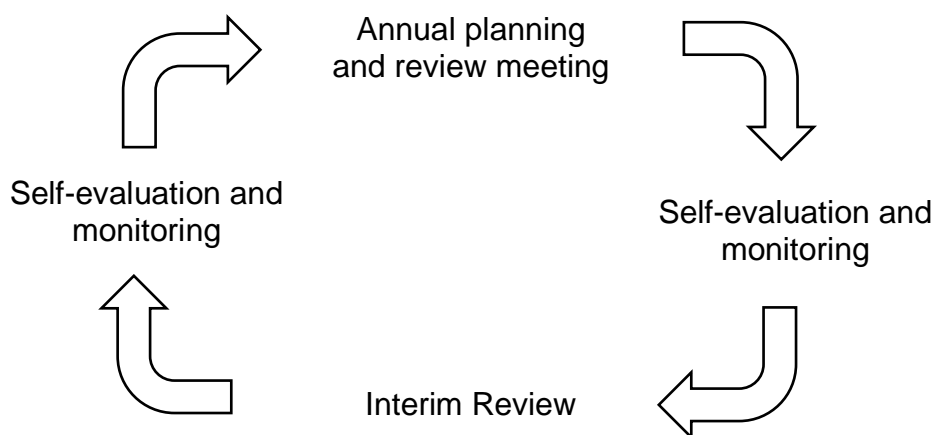 Annual planning
and review meeting
Self-evaluation and
monitoring
Self-evaluation and
monitoring
Interim Review